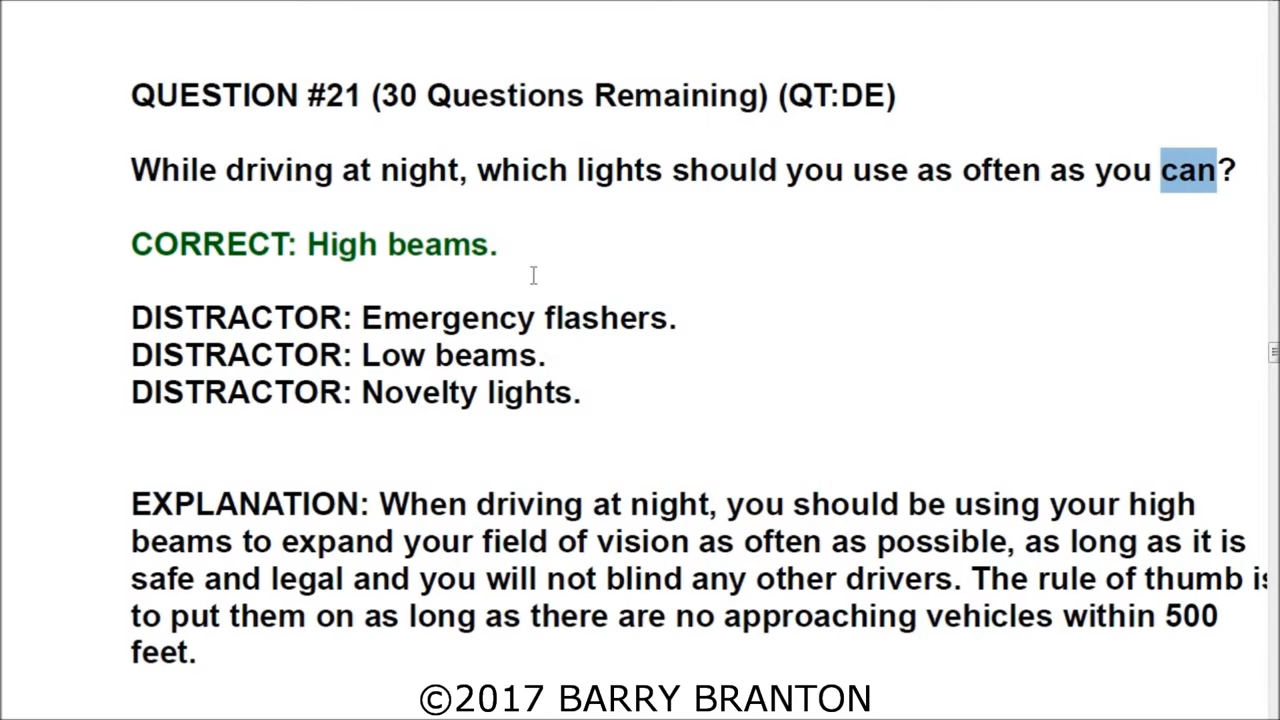 QUESTION #21 (30 Questions Remaining) (QT:DE)
While driving at night, which lights should you use as often as you can?
CORRECT: High beams.
DISTRACTOR: Emergency flashers.
DISTRACTOR: Low beams.
DISTRACTOR: Novelty lights.
EXPLANATION: When driving at night, you should be using your high
beams to expand your field of vision as often as possible, as long as it is
safe and legal and you will not blind any other drivers. The rule of thumb is
to put them on as long as there are no approaching vehicles within 500
feet.
©2017 BARRY BRANTON